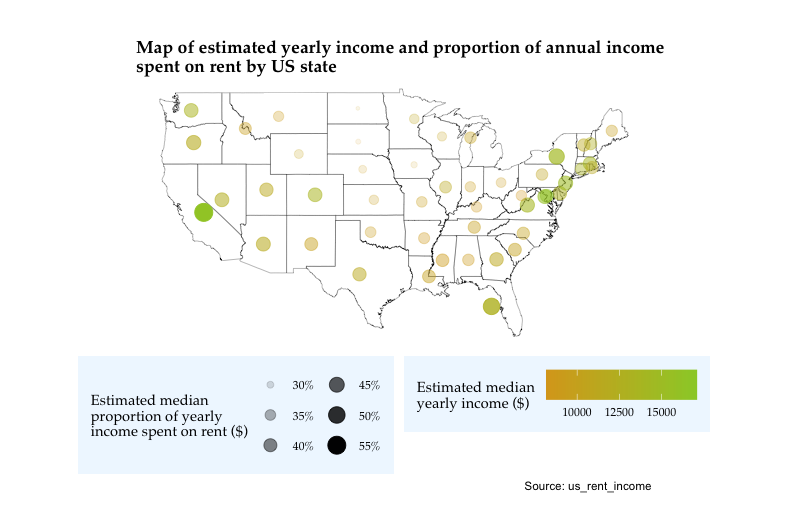 Map of estimated yearly income and proportion of annual income
spent on rent by US state
Estimated median
proportion of yearly
income spent on rent ($)
30%
45%
35%
50%
40%
55%
Estimated median
yearly income ($)
10000
12500
15000
Source: us_rent_income